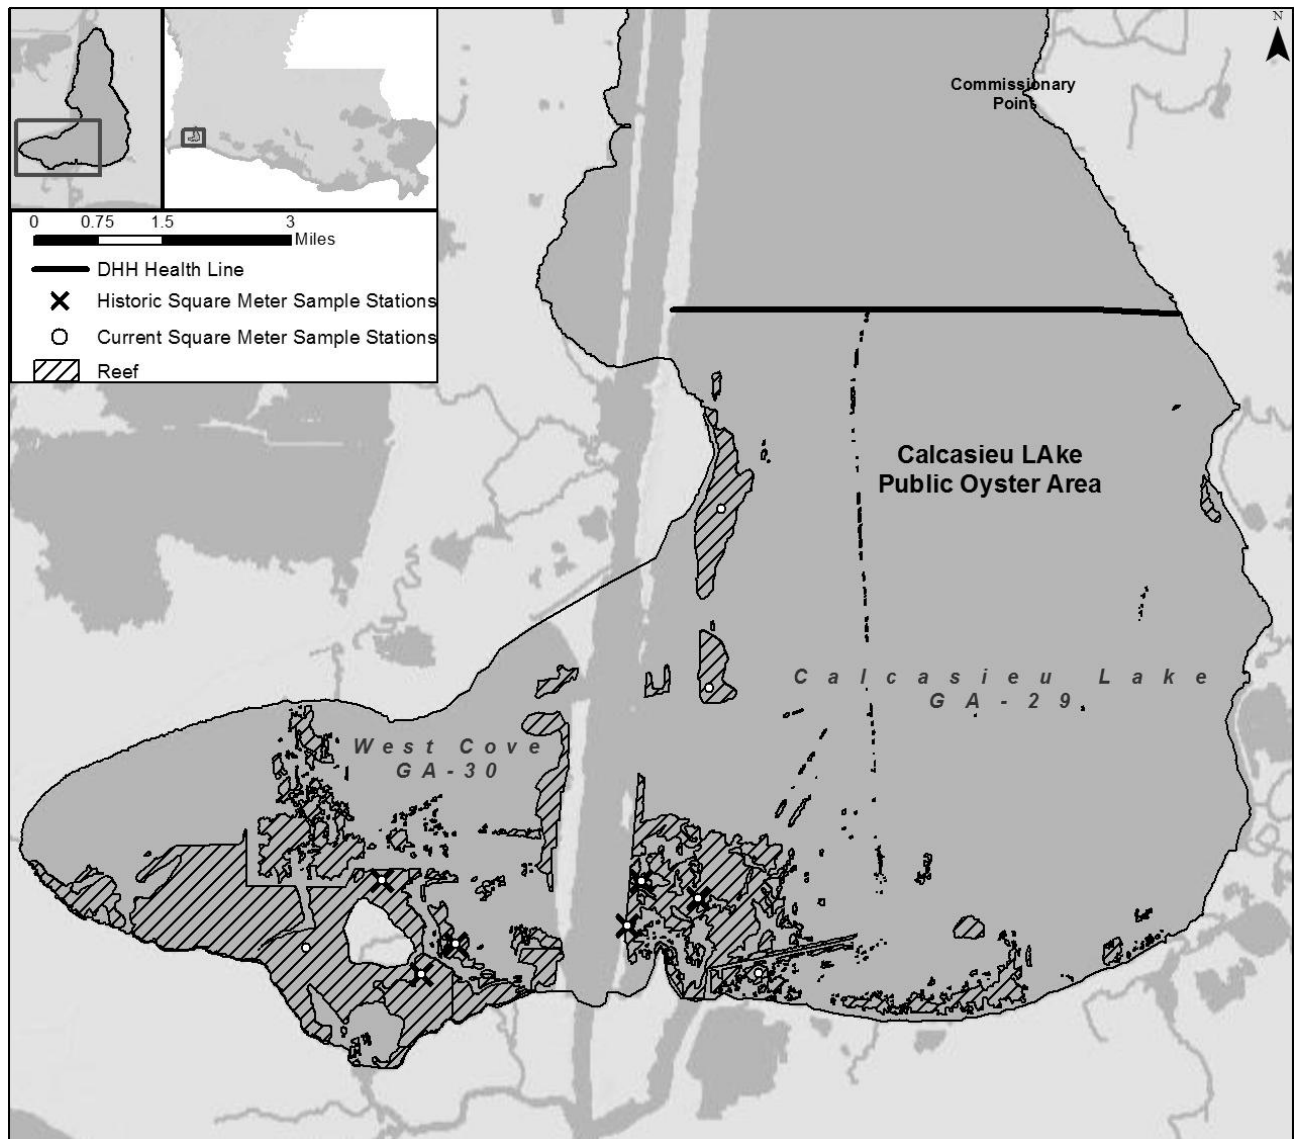 N
Commissionary
Point
0 0.75 1.5 3
Miles
DHH Health Line
Historic Square Meter Sample Stations
Current Square Meter Sample Stations
Reef
Calcasieu LAke
Public Oyster Area
Calcasieu Lake
GA-29
West Cove
GA-30